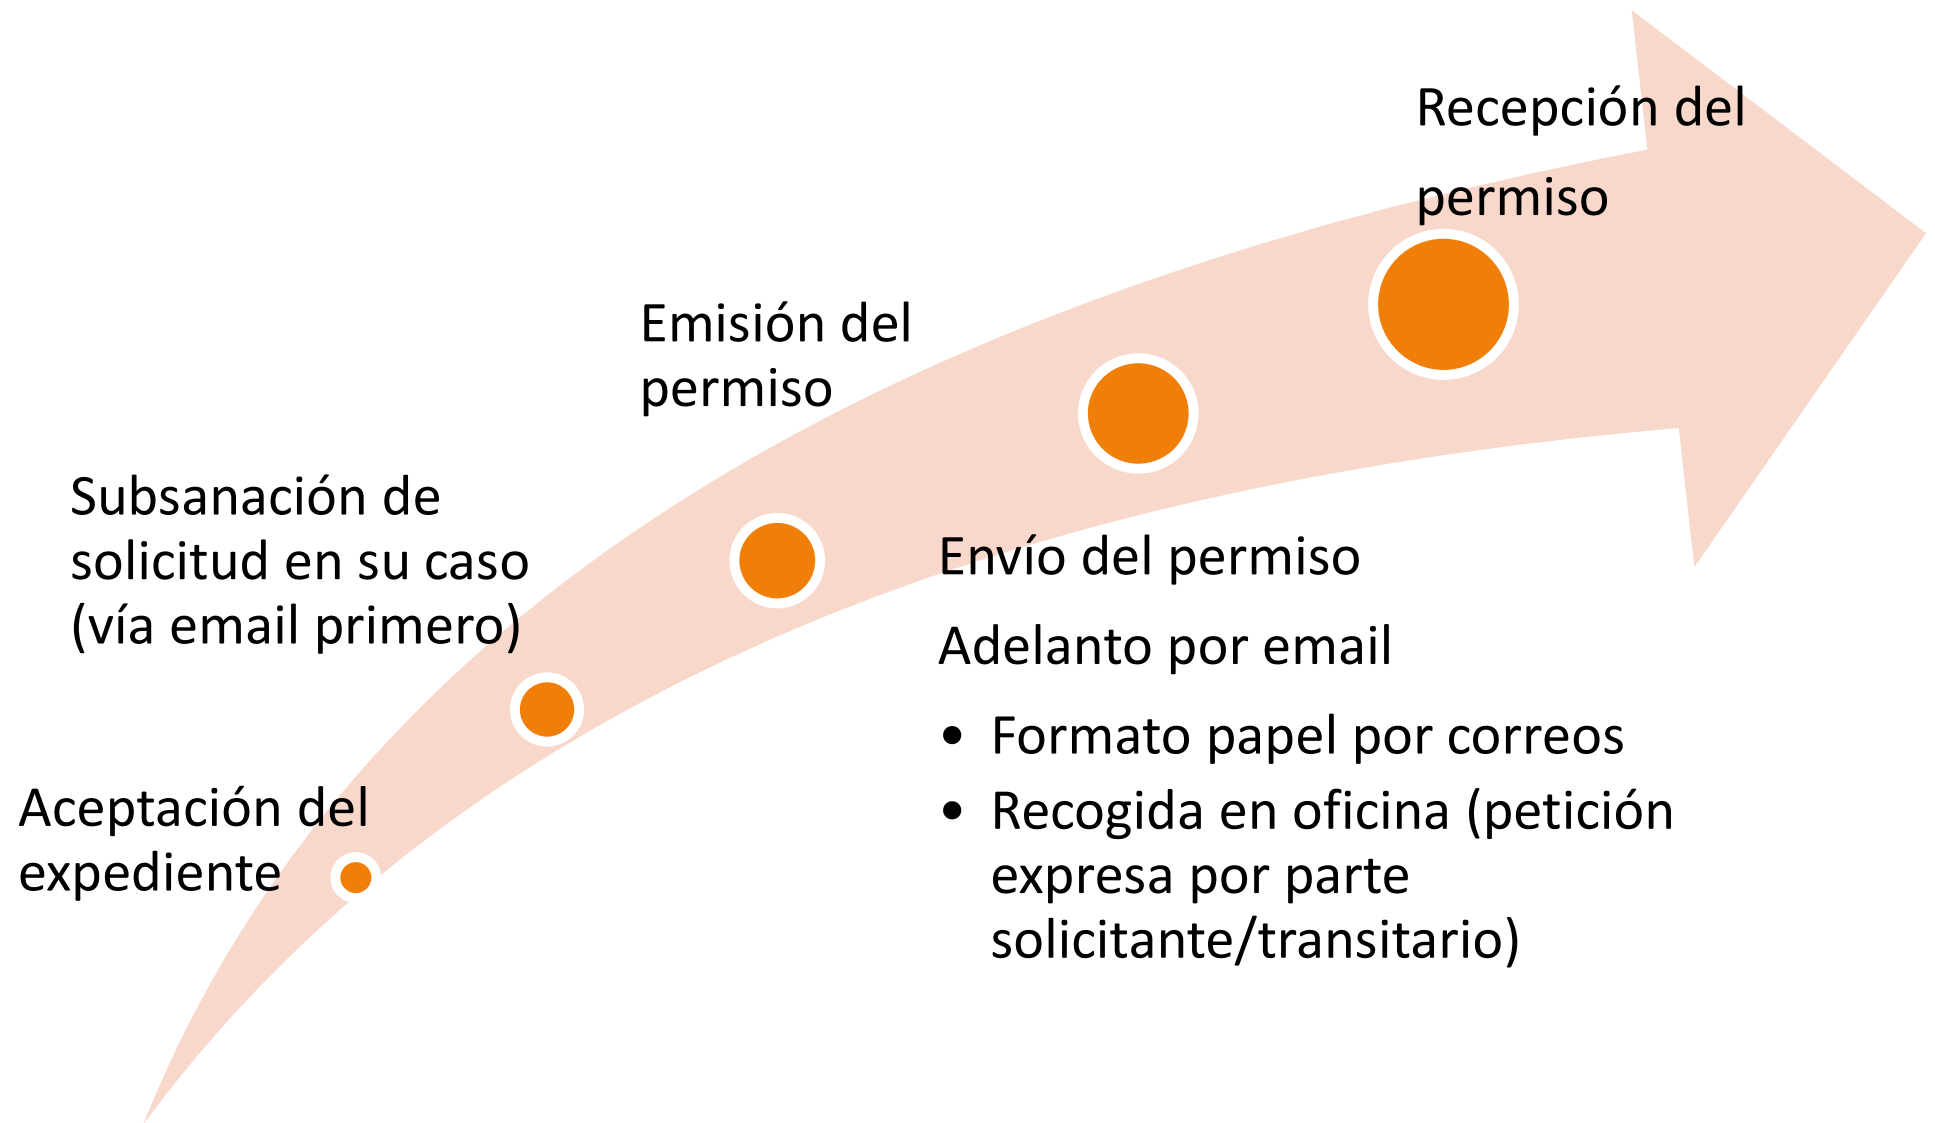 Aceptación del
expediente
Subsanación de
solicitud en su caso
(vía email primero)
Emisión del
permiso
Envío del permiso
Adelanto por email
• Formato papel por correos
• Recogida en oficina (petición
expresa por parte
solicitante/transitario)
Recepción del
permiso